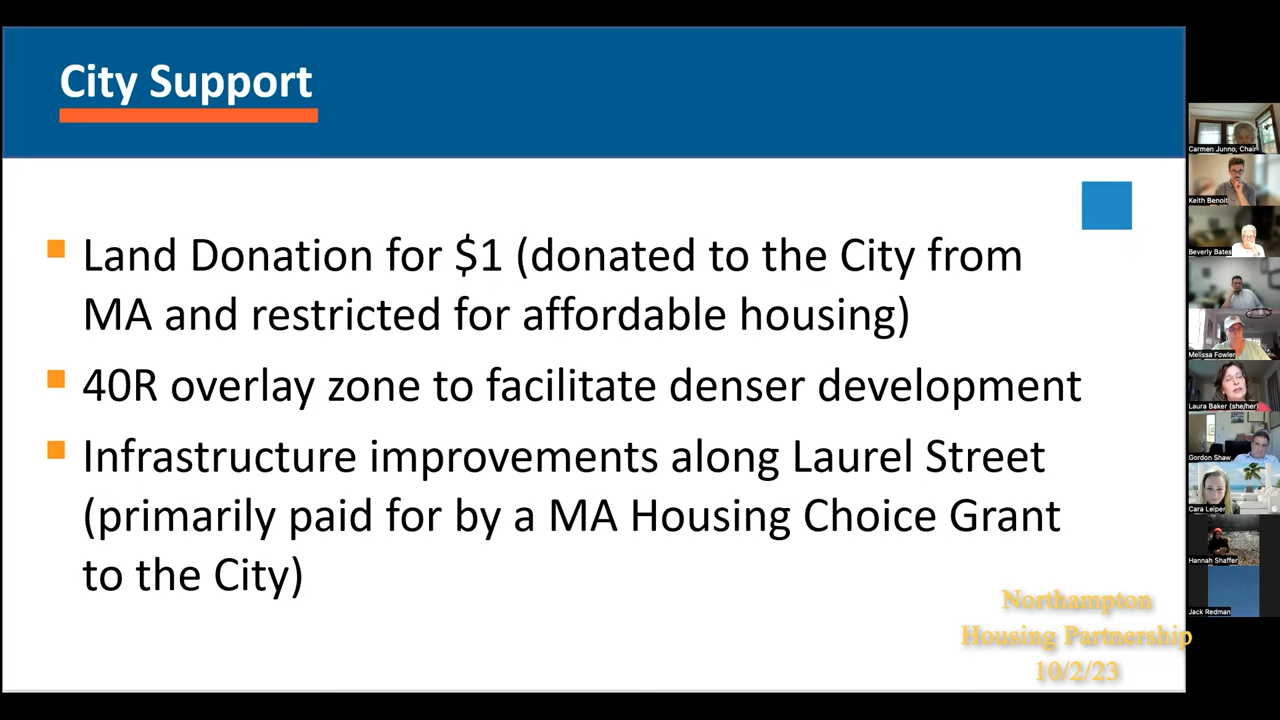 City Support
Land Donation for $1 (donated to the City from
MA and restricted for affordable housing)
40R overlay zone to facilitate denser development
Infrastructure improvements along Laurel Street
(primarily paid for by a MA Housing Choice Grant
to the City)
Northampton
Housing Partnership
10/2/23
Carmen Junno, Chair
Keith Benoit
Beverly Bates
Melissa Fowler
Laura Baker (she/her)
Gordon Shaw
Cara Leiper
Hannah Shaffer
Jack Redman